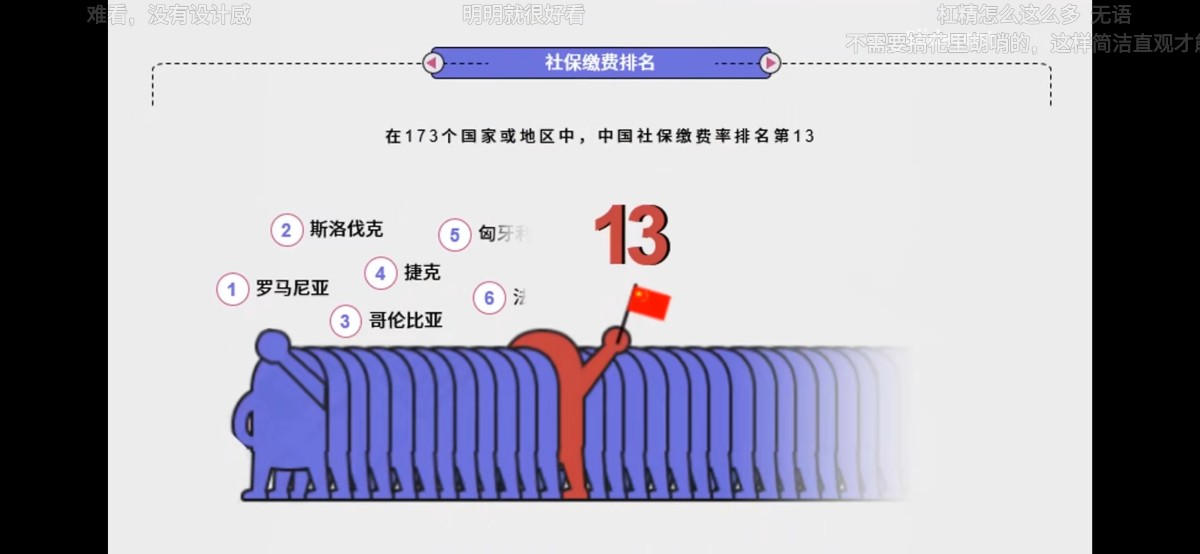 难看，没有设计感
明明就很好看
杠精怎么这么多 无语
不需要搞花里胡哨的，这样简洁直观才能
社保缴费排名
在173个国家或地区中，中国社保缴费率排名第13
13
2 斯洛伐克
5 匈牙利
4 捷克
1 罗马尼亚
6
3 哥伦比亚